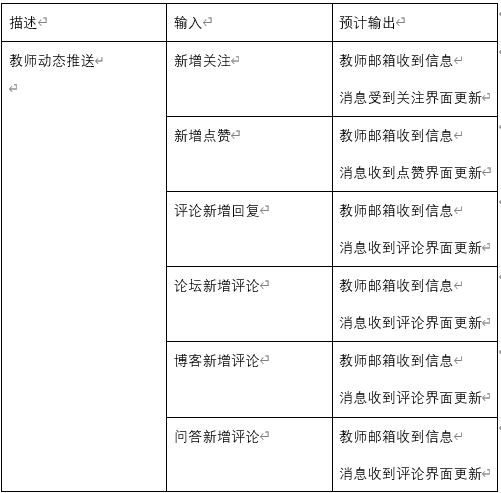 描述
输入
预计输出
教师动态推送
新增关注
教师邮箱收到信息
消息受到关注界面更新
新增点赞
教师邮箱收到信息
消息收到点赞界面更新
评论新增回复
教师邮箱收到信息
消息收到评论界面更新
论坛新增评论
教师邮箱收到信息
消息收到评论界面更新
博客新增评论
教师邮箱收到信息
消息收到评论界面更新
问答新增评论
教师邮箱收到信息
消息收到评论界面更新